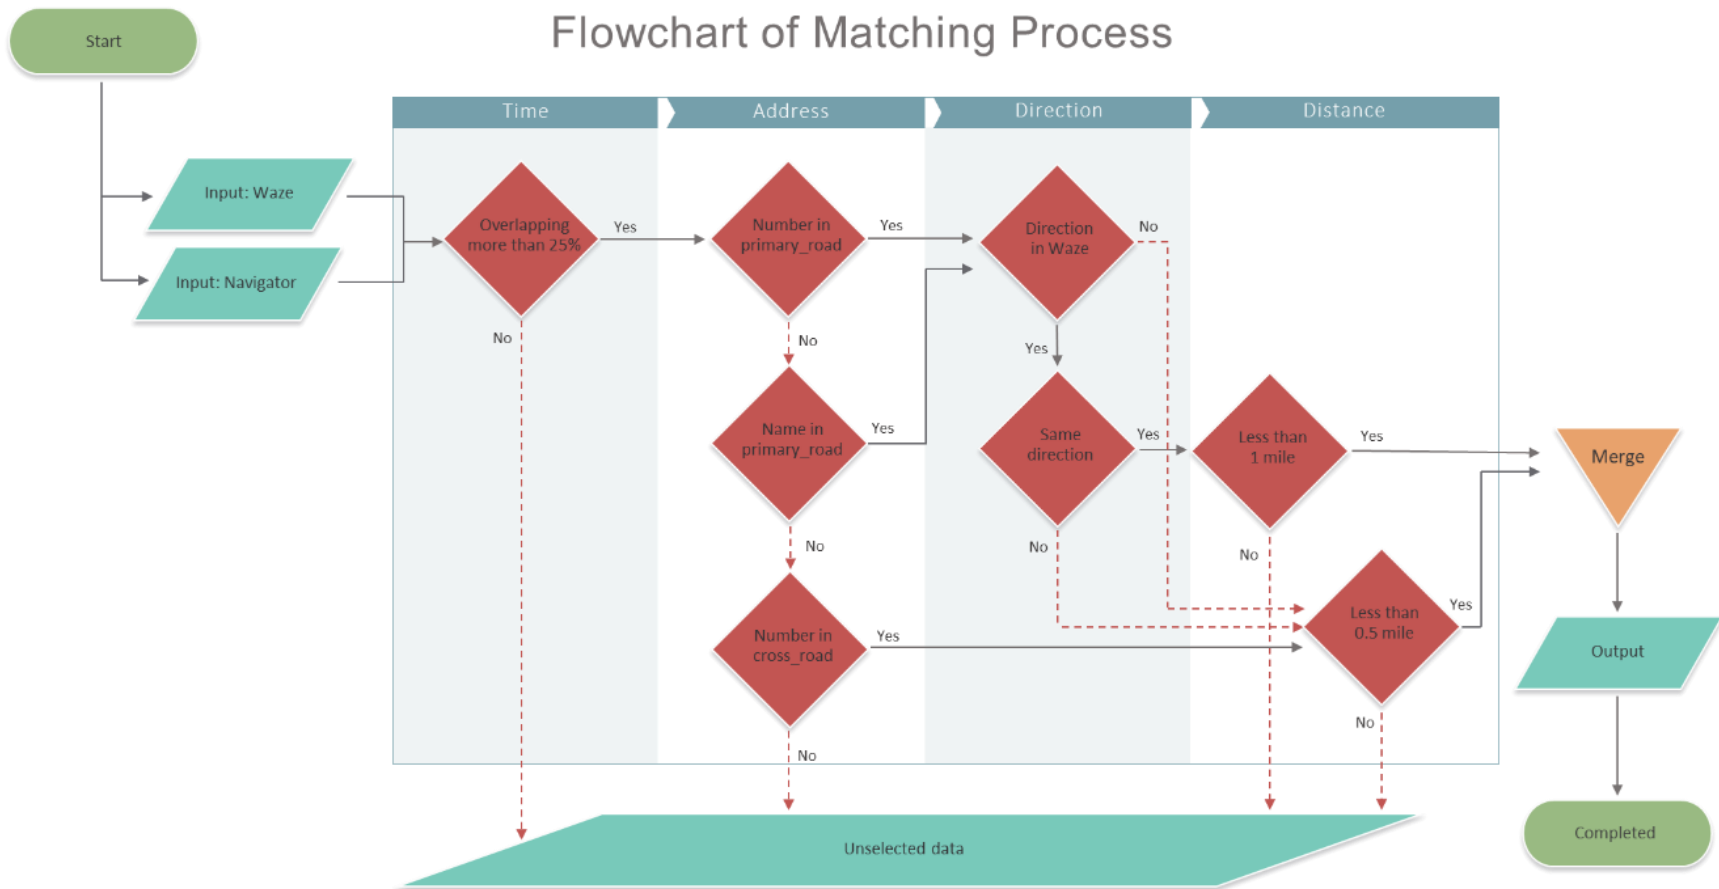 Flowchart of Matching Process
Start
Time
Address
Direction
Distance
Input: Waze
Input: Navigator
Overlapping
more than 25%
Yes
No
Number in
primary_road
Yes
No
Name in
primary_road
Yes
No
Number in
cross_road
Yes
No
Direction
in Waze
No
Yes
Same
direction
Yes
No
Less than
1 mile
Yes
No
Less than
0.5 mile
Yes
No
Merge
Output
Completed
Unselected data